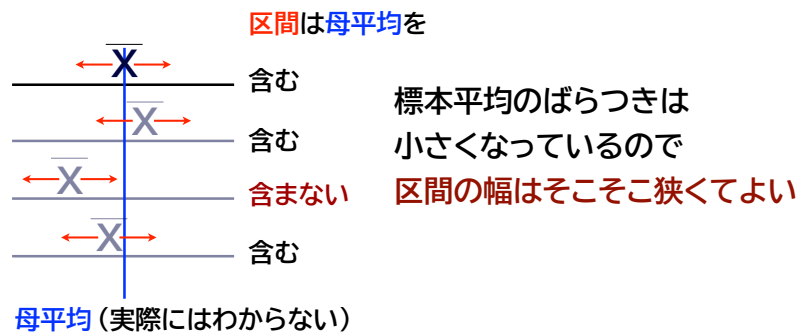 区間は母平均を
X
含む
X
含む
X
含まない
X
含む
標本平均のばらつきは
小さくなっているので
区間の幅はそこそこ狭くてよい
母平均（実際にはわからない）